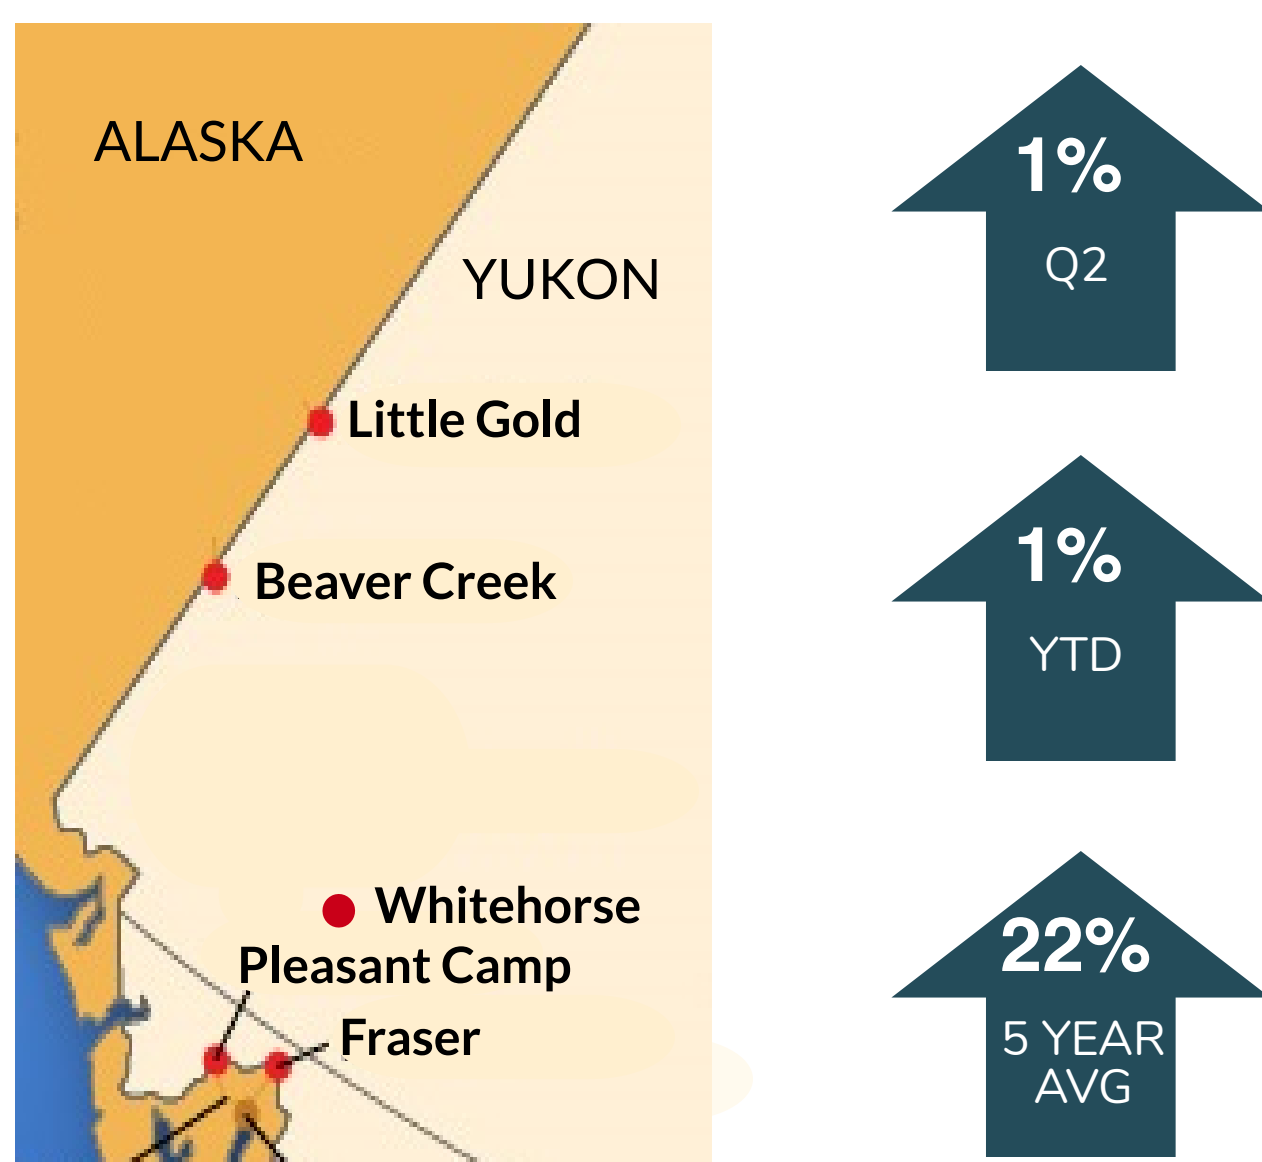 ALASKA
YUKON
Little Gold
Beaver Creek
Whitehorse
Pleasant Camp
Fraser
1%
Q2
1%
YTD
22%
5 YEAR
AVG